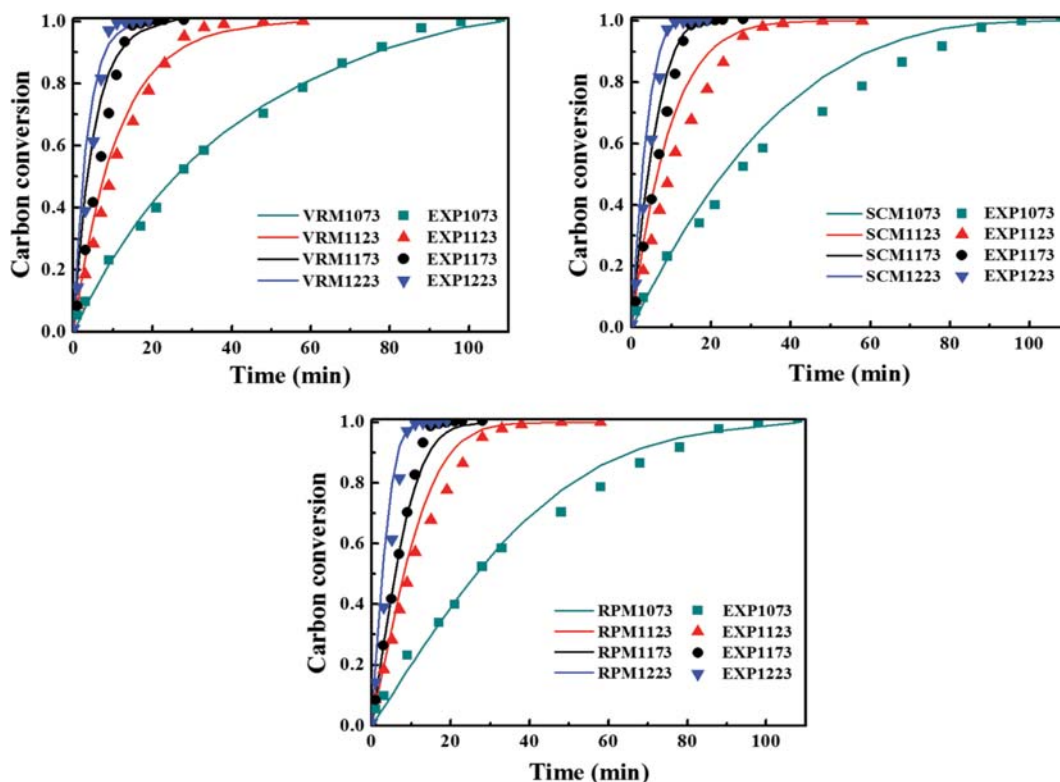 Carbon conversion
1.0
0.8
0.6
0.4
0.2
0.0
VRM1073 EXP1073
VRM1123 EXP1123
VRM1173 EXP1173
VRM1223 EXP1223
0 20 40 60 80 100
Time (min)
Carbon conversion
1.0
0.8
0.6
0.4
0.2
0.0
SCM1073 EXP1073
SCM1123 EXP1123
SCM1173 EXP1173
SCM1223 EXP1223
0 20 40 60 80 100
Time (min)
Carbon conversion
1.0
0.8
0.6
0.4
0.2
0.0
RPM1073 EXP1073
RPM1123 EXP1123
RPM1173 EXP1173
RPM1223 EXP1223
0 20 40 60 80 100
Time (min)